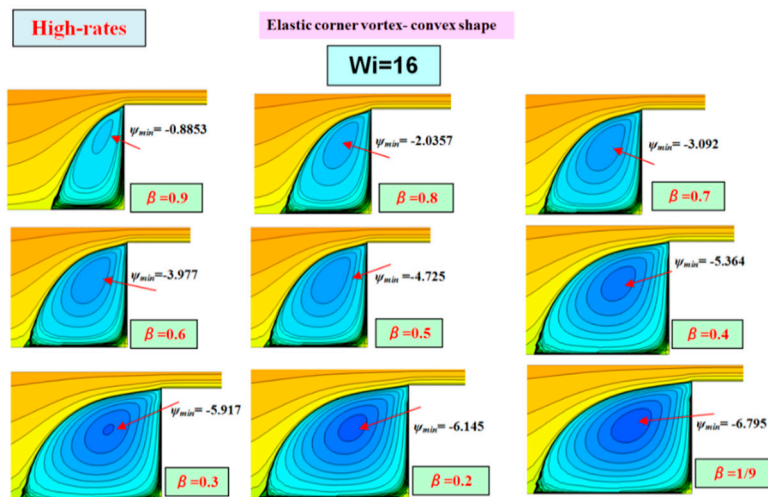 High-rates
Elastic corner vortex- convex shape
Wi=16
ψmin= -0.8853
β=0.9
ψmin= -2.0357
β=0.8
ψmin= -3.092
β=0.7
ψmin=-3.977
β=0.6
ψmin= -4.725
β=0.5
ψmin= -5.364
β=0.4
ψmin= -5.917
β=0.3
ψmin= -6.145
β=0.2
ψmin= -6.795
β=1/9